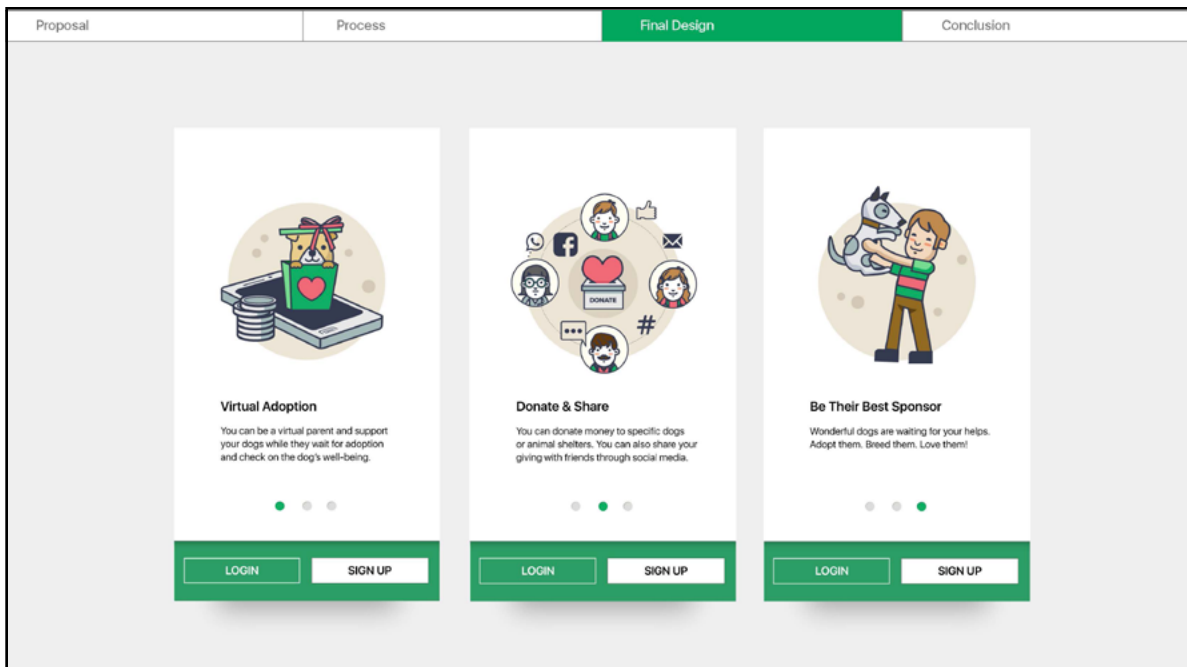 Proposal
Process
Final Design
Conclusion
DONATE
Virtual Adoption
You can be a virtual parent and support
your dogs while they wait for adoption
and check on the dog's well-being.
LOGIN
SIGN UP
Donate & Share
You can donate money to specific dogs
or animal shelters. You can also share your
giving with friends through social media.
LOGIN
SIGN UP
Be Their Best Sponsor
Wonderful dogs are waiting for your helps.
Adopt them. Breed them. Love them!
LOGIN
SIGN UP